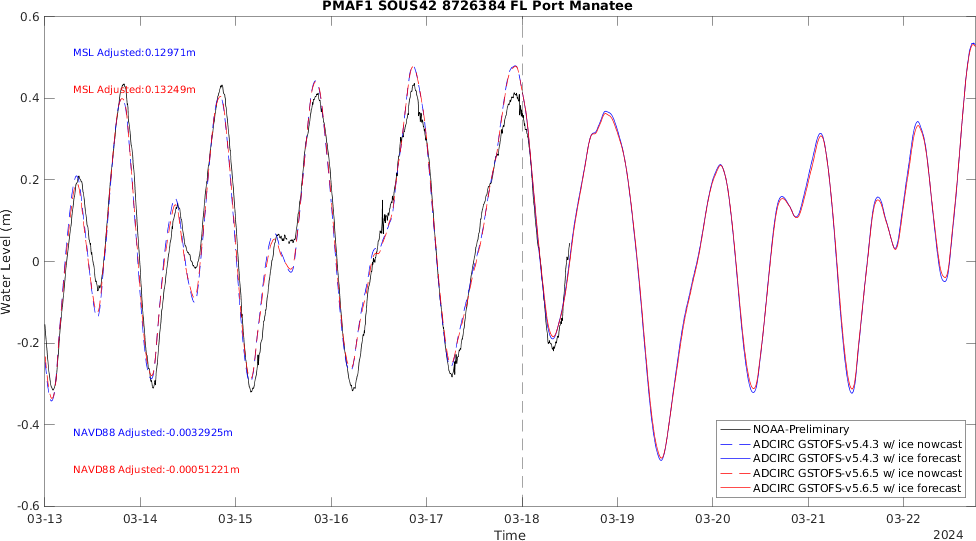 PMAF1 SOUS42 8726384 FL Port Manatee
0.6
0.4
0.2
0
-0.2
-0.4
-0.6
Water Level (m)
MSL Adjusted:0.12971m
MSL Adjusted:0.13249m
NAVD88 Adjusted:-0.0032925m
NAVD88 Adjusted:-0.00051221m
NOAA-Preliminary
ADCIRC GSTOFS-v5.4.3 w/ ice nowcast
ADCIRC GSTOFS-v5.4.3 w/ ice forecast
ADCIRC GSTOFS-v5.6.5 w/ ice nowcast
ADCIRC GSTOFS-v5.6.5 w/ ice forecast
03-13 03-14 03-15 03-16 03-17 03-18 03-19 03-20 03-21 03-22
Time
2024